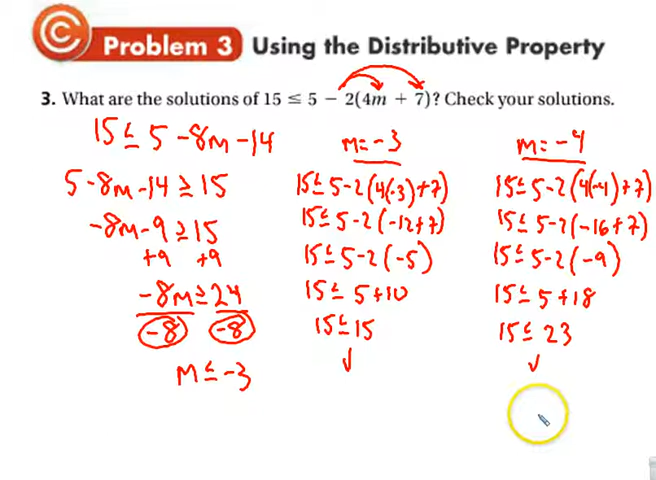 C Problem 3 Using the Distributive Property
3. What are the solutions of 15 ≤ 5 − 2(4m + 7)? Check your solutions.
15 ≤ 5 -8m -14
5 -8m -14 ≥ 15
-8m -9 ≥ 15
+9 +9
-8m ≥ 24
-8 -8
m ≤ -3
m = -3
15 ≤ 5-2(4(-3)+7)
15 ≤ 5-2(-12+7)
15 ≤ 5-2(-5)
15 ≤ 5+10
15 ≤ 15
✓
m = -4
15 ≤ 5-2(4(-4)+7)
15 ≤ 5-2(-16+7)
15 ≤ 5-2(-9)
15 ≤ 5+18
15 ≤ 23
✓